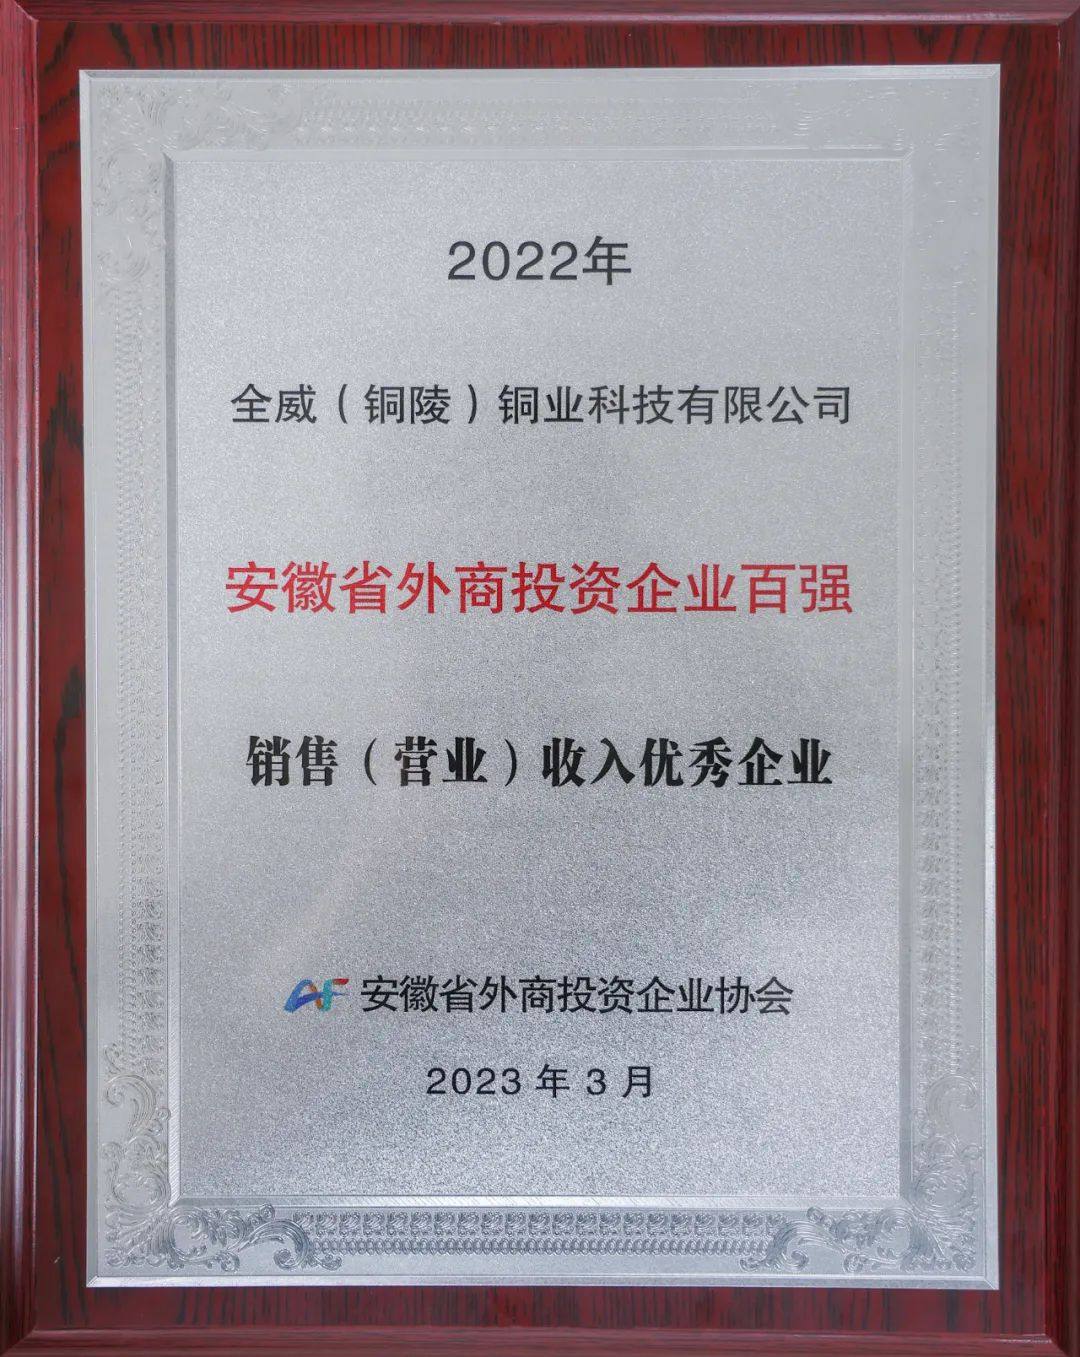 2022年
全威（铜陵）铜业科技有限公司
安徽省外商投资企业百强
销售（营业）收入优秀企业
AF 安徽省外商投资企业协会
2023 年 3 月